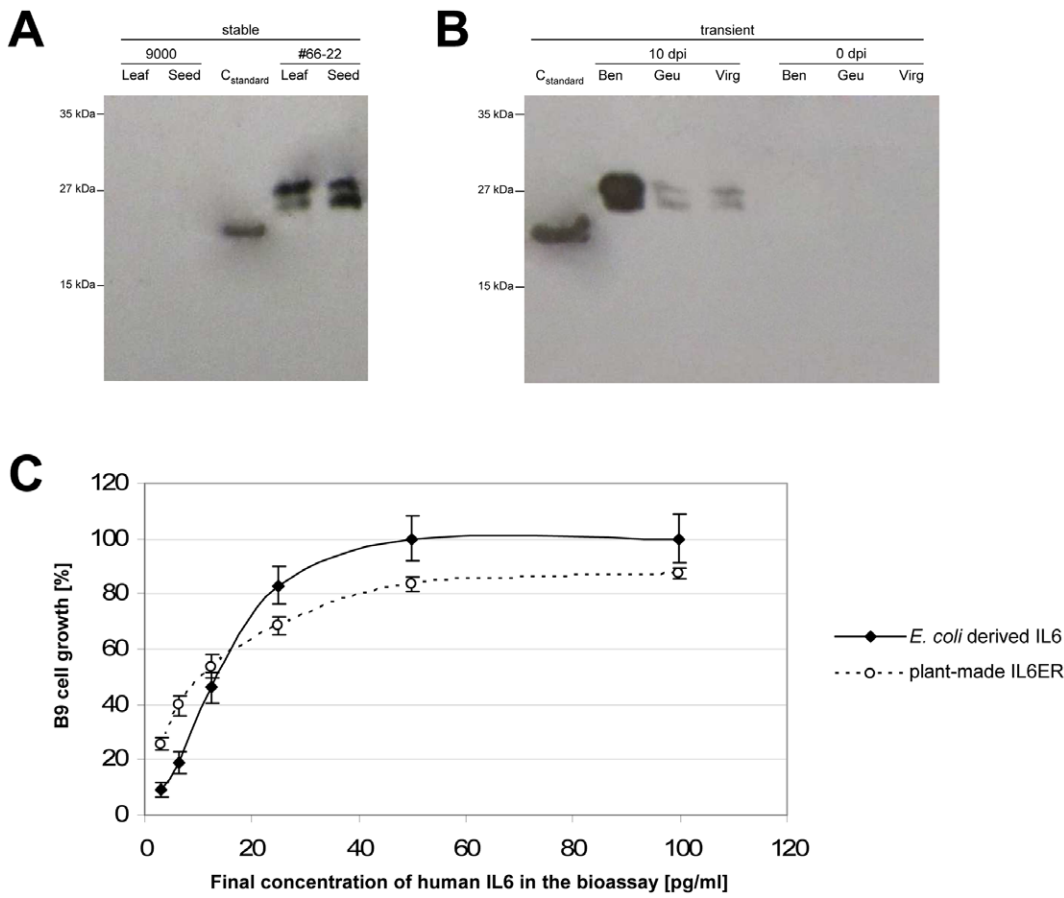 A
stable
9000 #66-22
Leaf Seed Cstandard Leaf Seed
35 kDa
27 kDa
15 kDa
B
transient
10 dpi 0 dpi
Cstandard Ben Geu Virg Ben Geu Virg
35 kDa
27 kDa
15 kDa
C
120
100
80
60
40
20
0
B9 cell growth [%]
0 20 40 60 80 100 120
Final concentration of human IL6 in the bioassay [pg/ml]
E. coli derived IL6
plant-made IL6ER